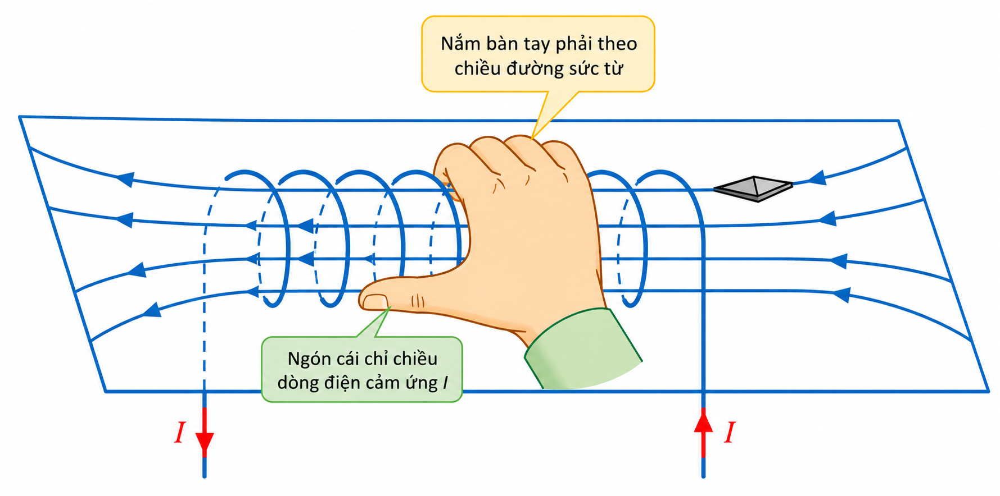 Nắm bàn tay phải theo
chiều đường sức từ
Ngón cái chỉ chiều
dòng điện cảm ứng I
I
I